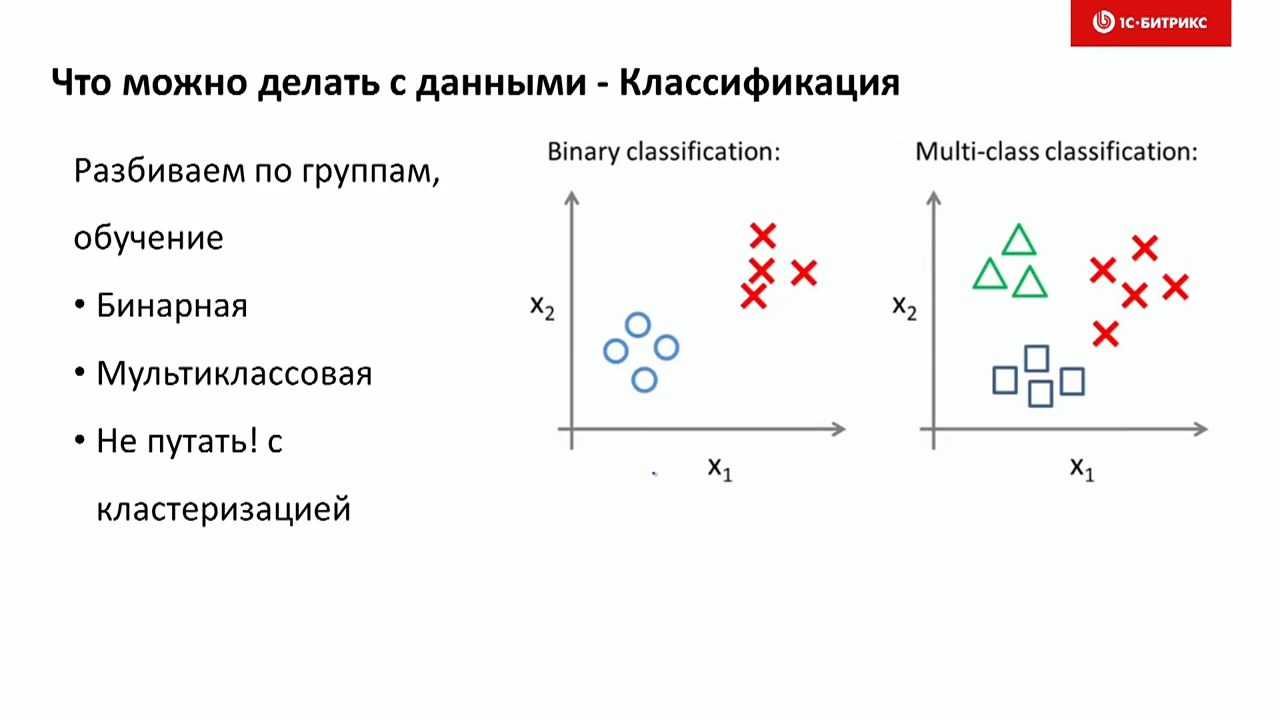 1С-БИТРИКС
Что можно делать с данными - Классификация
Разбиваем по группам,
обучение
• Бинарная
• Мультиклассовая
• Не путать! с
кластеризацией
Binary classification:
x₂
x₁
Multi-class classification:
x₂
x₁